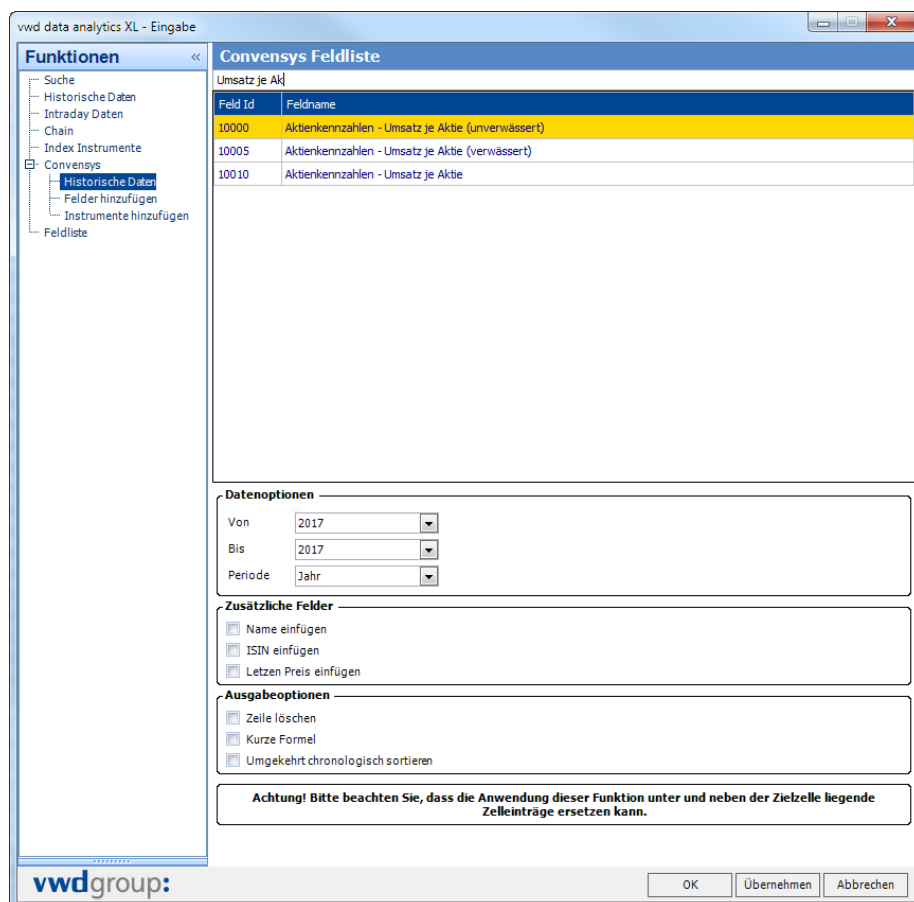 vwd data analytics XL - Eingabe
Funktionen «
Suche
Historische Daten
Intraday Daten
Chain
Index Instrumente
Convensys
Historische Daten
Felder hinzufügen
Instrumente hinzufügen
Feldliste
Convensys Feldliste
Umsatz je Ak
Feld Id Feldname
10000 Aktienkennzahlen - Umsatz je Aktie (unverwässert)
10005 Aktienkennzahlen - Umsatz je Aktie (verwässert)
10010 Aktienkennzahlen - Umsatz je Aktie
Datenoptionen
Von 2017
Bis 2017
Periode Jahr
Zusätzliche Felder
Name einfügen
ISIN einfügen
Letzen Preis einfügen
Ausgabeoptionen
Zeile löschen
Kurze Formel
Umgekehrt chronologisch sortieren
Achtung! Bitte beachten Sie, dass die Anwendung dieser Funktion unter und neben der Zielzelle liegende
Zelleinträge ersetzen kann.
vwdgroup:
OK Übernehmen Abbrechen